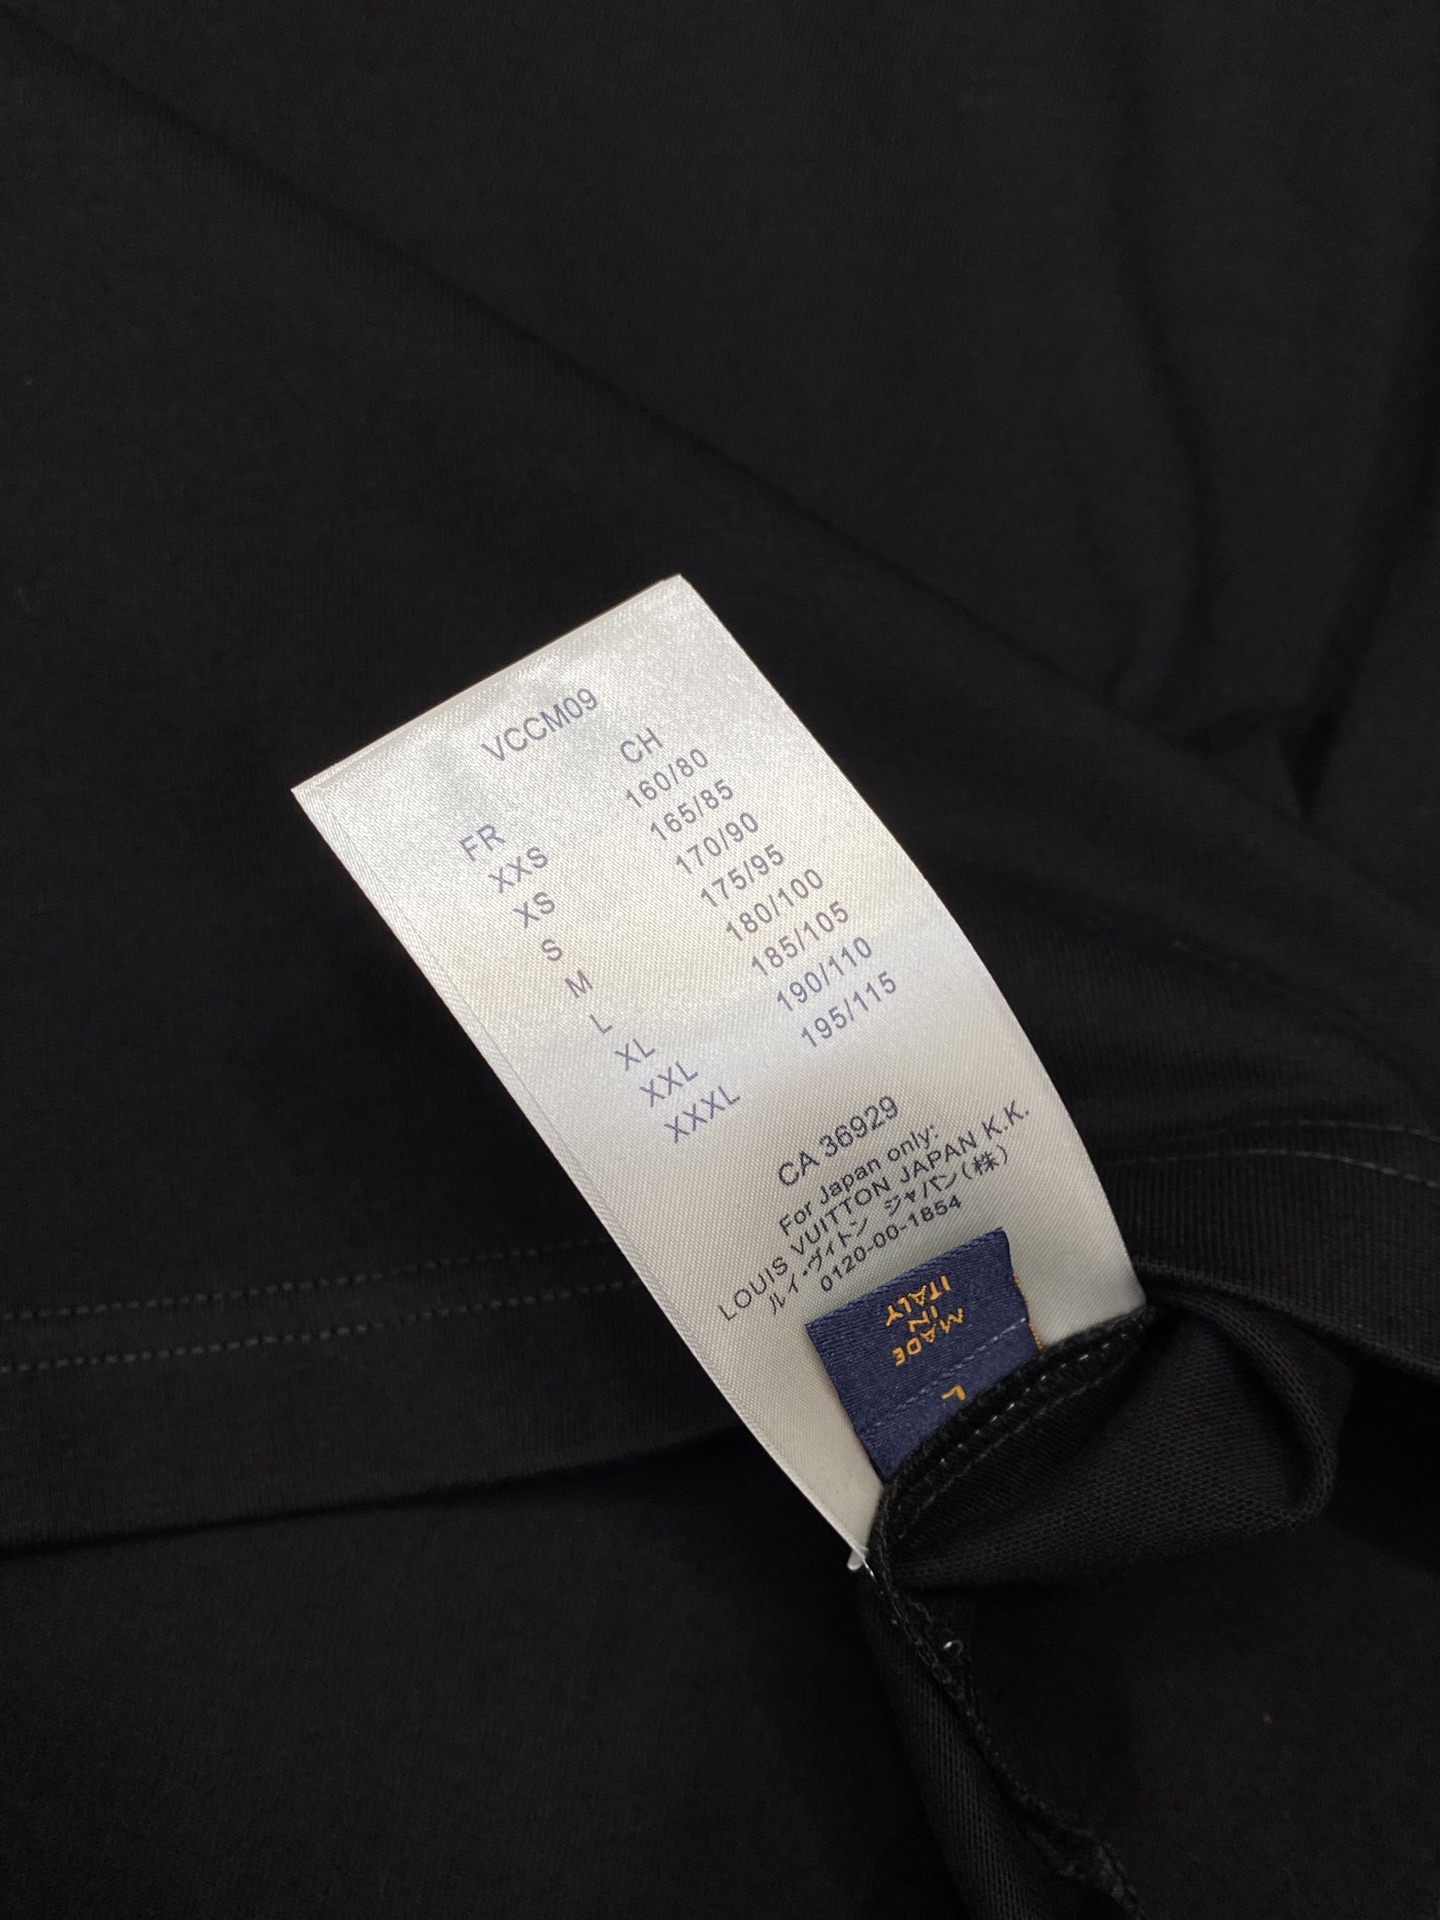 VCCM09
FR CH
XXS 160/80
XS 165/85
S 170/90
M 175/95
L 180/100
XL 185/105
XXL 190/110
XXXL 195/115
CA 36929
For Japan only:
LOUIS VUITTON JAPAN K.K.
ルイ・ヴィトン ジャパン(株)
0120-00-1854
MADE
IN
ITALY
L